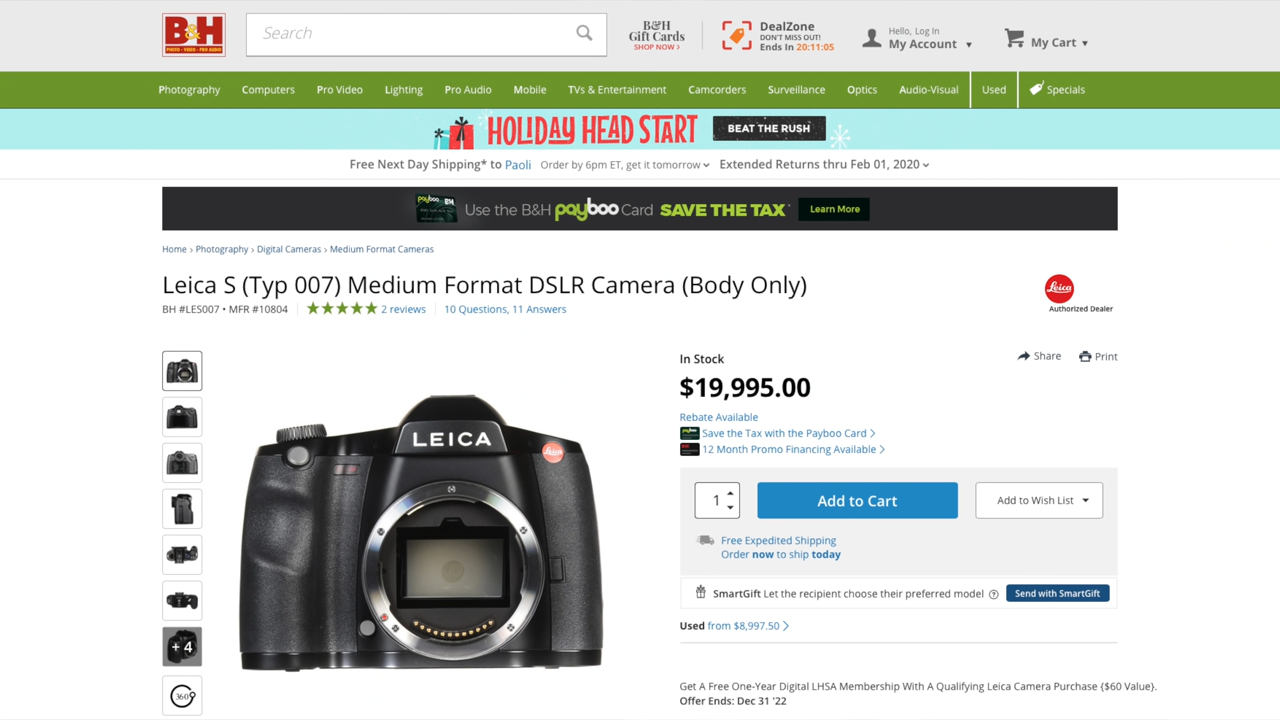 B&H
PHOTO · VIDEO · PRO AUDIO
Search
B&H
Gift Cards
SHOP NOW >
DealZone
DON'T MISS OUT!
Ends In 20:11:05
Hello, Log In
My Account
My Cart
Photography Computers Pro Video Lighting Pro Audio Mobile TVs & Entertainment Camcorders Surveillance Optics Audio-Visual Used Specials
HOLIDAY HEAD START BEAT THE RUSH
Free Next Day Shipping* to Paoli Order by 6pm ET, get it tomorrow Extended Returns thru Feb 01, 2020
Use the B&H payboo Card SAVE THE TAX* Learn More
Home > Photography > Digital Cameras > Medium Format Cameras
Leica S (Typ 007) Medium Format DSLR Camera (Body Only)
BH #LES007 • MFR #10804 2 reviews 10 Questions, 11 Answers
Leica
Authorized Dealer
In Stock
Share
Print
$19,995.00
Rebate Available
Save the Tax with the Payboo Card >
12 Month Promo Financing Available >
LEICA
Leica
1
Add to Cart
Add to Wish List
Free Expedited Shipping
Order now to ship today
SmartGift Let the recipient choose their preferred model ? Send with SmartGift
Used from $8,997.50 >
+ 4
360°
Get A Free One-Year Digital LHSA Membership With A Qualifying Leica Camera Purchase {$60 Value}.
Offer Ends: Dec 31 '22